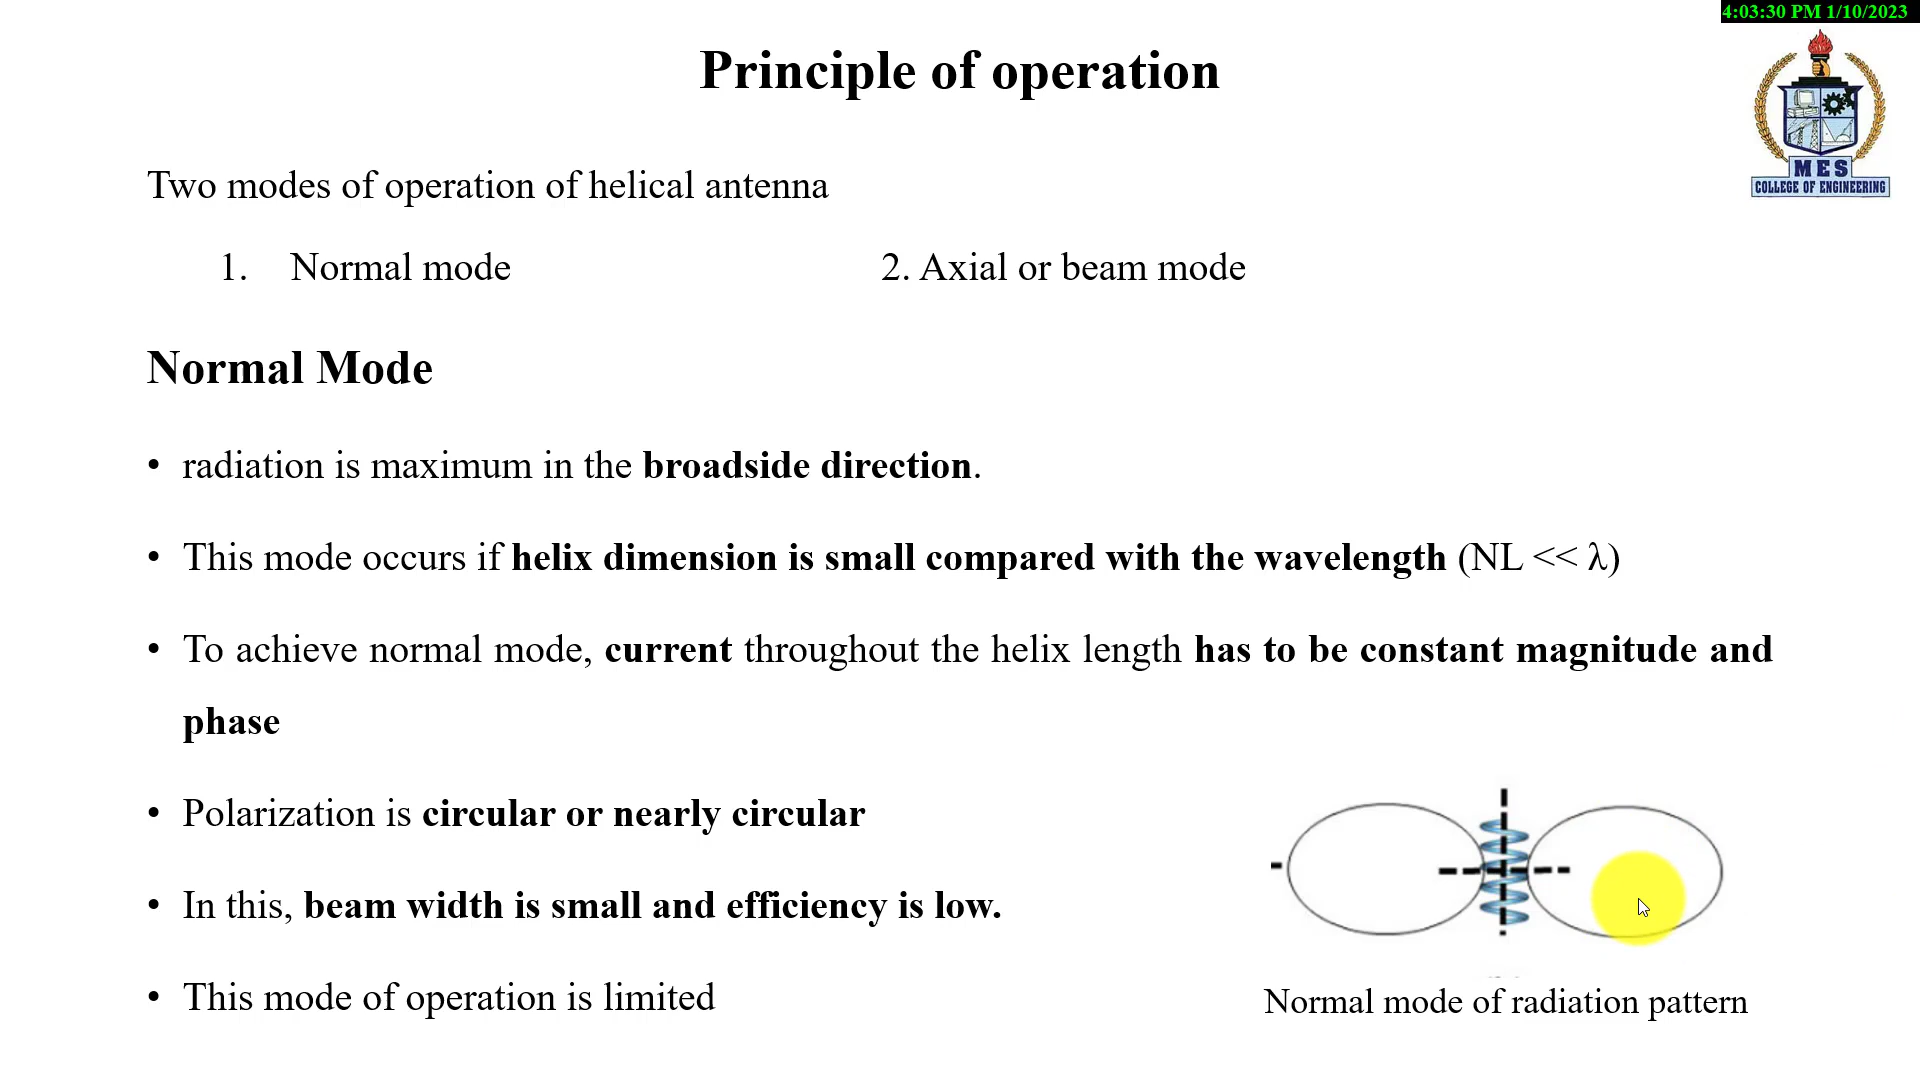 4:03:30 PM 1/10/2023
Principle of operation
MES
COLLEGE OF ENGINEERING
Two modes of operation of helical antenna
1. Normal mode 2. Axial or beam mode
Normal Mode
• radiation is maximum in the broadside direction.
• This mode occurs if helix dimension is small compared with the wavelength (NL << λ)
• To achieve normal mode, current throughout the helix length has to be constant magnitude and
phase
• Polarization is circular or nearly circular
• In this, beam width is small and efficiency is low.
• This mode of operation is limited
Normal mode of radiation pattern